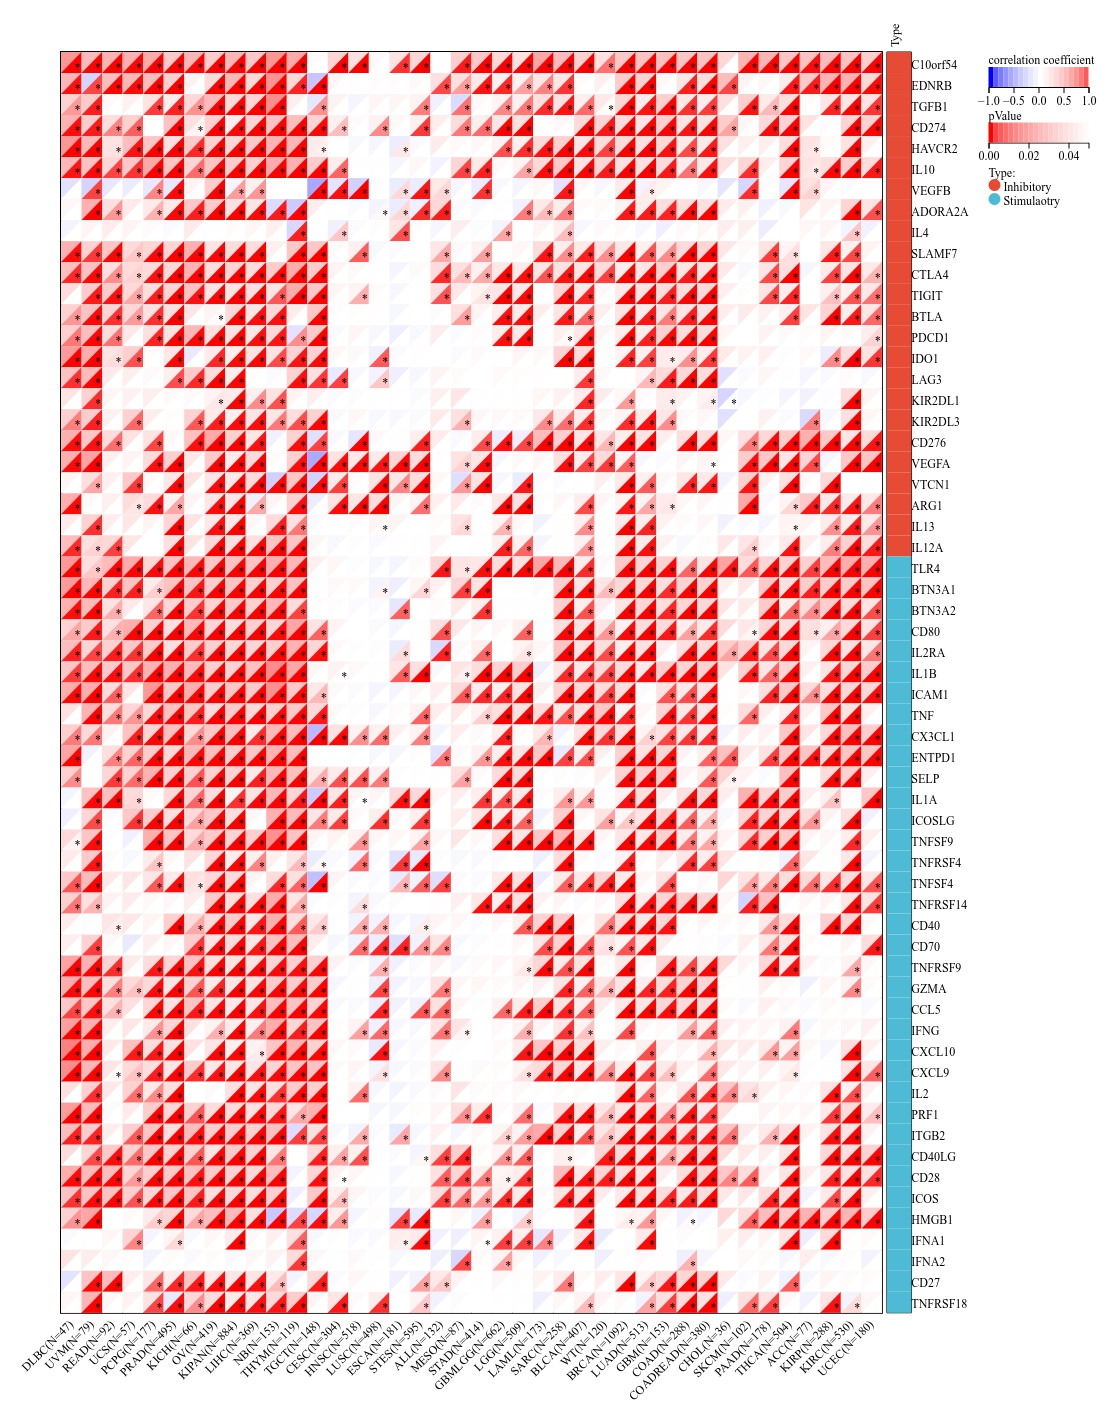 Type
C10orf54
EDNRB
TGFB1
CD274
HAVCR2
IL10
VEGFB
ADORA2A
IL4
SLAMF7
CTLA4
TIGIT
BTLA
PDCD1
IDO1
LAG3
KIR2DL1
KIR2DL3
CD276
VEGFA
VTCN1
ARG1
IL13
IL12A
TLR4
BTN3A1
BTN3A2
CD80
IL2RA
IL1B
ICAM1
TNF
CX3CL1
ENTPD1
SELP
IL1A
ICOSLG
TNFSF9
TNFRSF4
TNFSF4
TNFRSF14
CD40
CD70
TNFRSF9
GZMA
CCL5
IFNG
CXCL10
CXCL9
IL2
PRF1
ITGB2
CD40LG
CD28
ICOS
HMGB1
IFNA1
IFNA2
CD27
TNFRSF18
correlation coefficient
−1.0 −0.5 0.0 0.5 1.0
pValue
0.00 0.02 0.04
Type:
Inhibitory
Stimulaotry
DLBC(N=47)
UVM(N=79)
READ(N=92)
UCS(N=57)
PCPG(N=177)
PRAD(N=495)
KICH(N=66)
OV(N=419)
KIPAN(N=884)
LIHC(N=369)
NB(N=153)
THYM(N=119)
TGCT(N=148)
CESC(N=304)
HNSC(N=518)
LUSC(N=498)
ESCA(N=181)
STES(N=595)
ALL(N=132)
MESO(N=87)
STAD(N=414)
GBMLGG(N=662)
LGG(N=509)
LAML(N=173)
SARC(N=258)
BLCA(N=407)
WT(N=120)
BRCA(N=1092)
LUAD(N=513)
GBM(N=153)
COAD(N=288)
COADREAD(N=380)
CHOL(N=36)
SKCM(N=102)
PAAD(N=178)
THCA(N=504)
ACC(N=77)
KIRP(N=288)
KIRC(N=530)
UCEC(N=180)